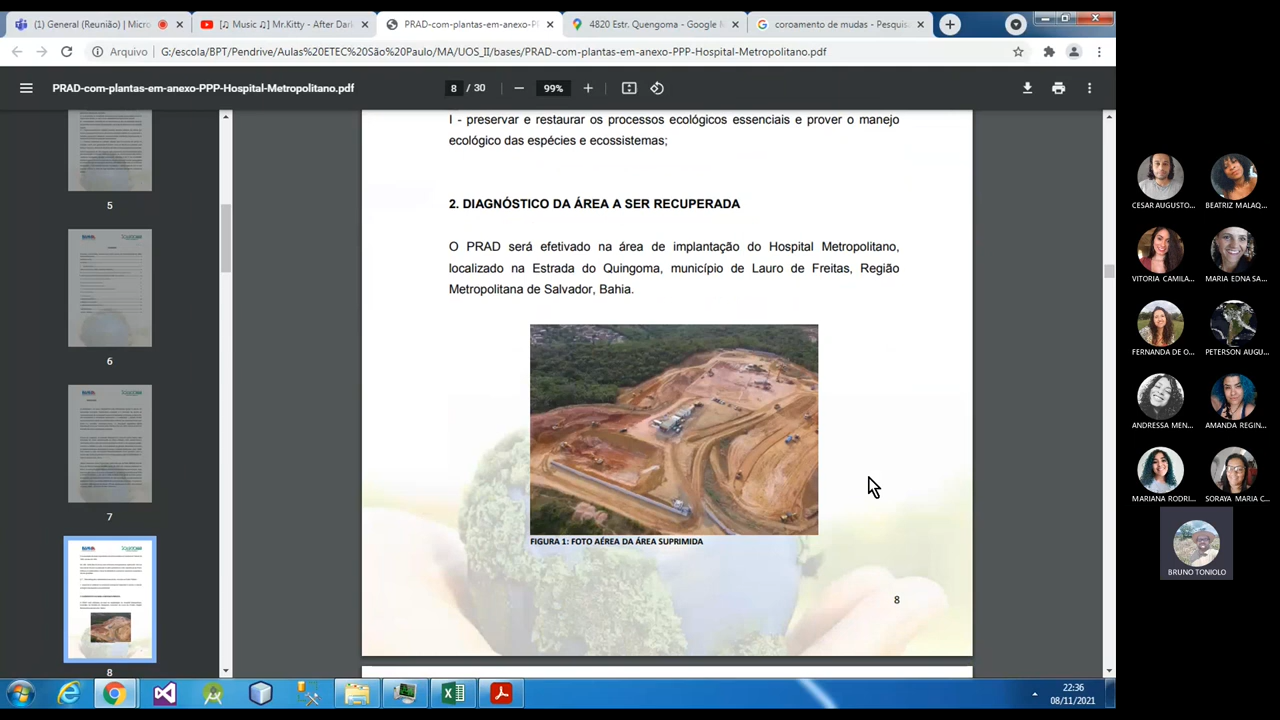 (1) General (Reunião) | Micro
[♫ Music ♫] Mr.Kitty - After Dar
PRAD-com-plantas-em-anexo-P
4820 Estr. Quengoma - Google M
coroamento de mudas - Pesquis
Arquivo
G:/escola/BPT/Pendrive/Aulas%20ETEC%20São%20Paulo/MA/UOS_II/bases/PRAD-com-plantas-em-anexo-PPP-Hospital-Metropolitano.pdf
PRAD-com-plantas-em-anexo-PPP-Hospital-Metropolitano.pdf
8 / 30
99%
I - preservar e restaurar os processos ecológicos essenciais e prover o manejo
ecológico das espécies e ecossistemas;
2. DIAGNÓSTICO DA ÁREA A SER RECUPERADA
O PRAD será efetivado na área de implantação do Hospital Metropolitano,
localizado na Estrada do Quingoma, município de Lauro de Freitas, Região
Metropolitana de Salvador, Bahia.
FIGURA 1: FOTO AÉREA DA ÁREA SUPRIMIDA
8
5
6
7
8
CESAR AUGUSTO...
BEATRIZ MALAQ...
VITORIA CAMILA...
MARIA EDNA SA...
FERNANDA DE O...
PETERSON AUGU...
ANDRESSA MEN...
AMANDA REGIN...
MARIANA RODRI...
SORAYA MARIA C...
BRUNO TONIOLO
22:36
08/11/2021